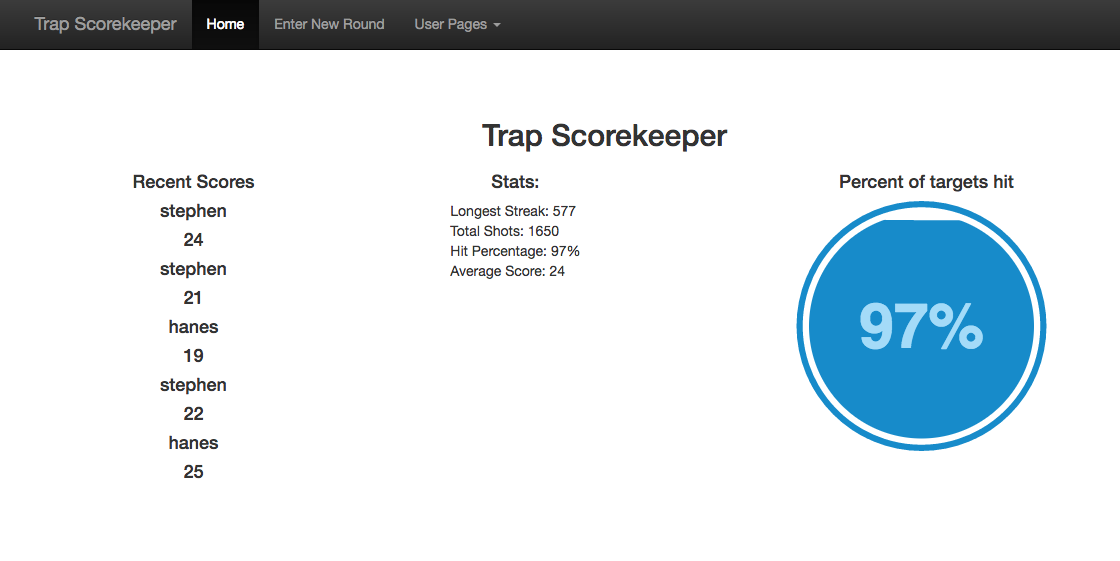 Trap Scorekeeper Home Enter New Round User Pages
Trap Scorekeeper
Recent Scores
stephen
24
stephen
21
hanes
19
stephen
22
hanes
25
Stats:
Longest Streak: 577
Total Shots: 1650
Hit Percentage: 97%
Average Score: 24
Percent of targets hit
97%